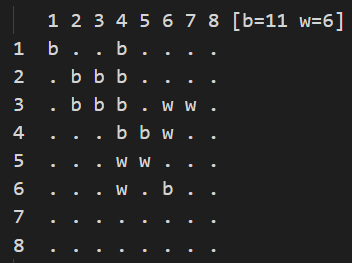 1 2 3 4 5 6 7 8 [b=11 w=6]
1 b . . b . . . .
2 . b b b . . . .
3 . b b b . w w .
4 . . . b b w . .
5 . . . w w . . .
6 . . . w . b . .
7 . . . . . . . .
8 . . . . . . . .